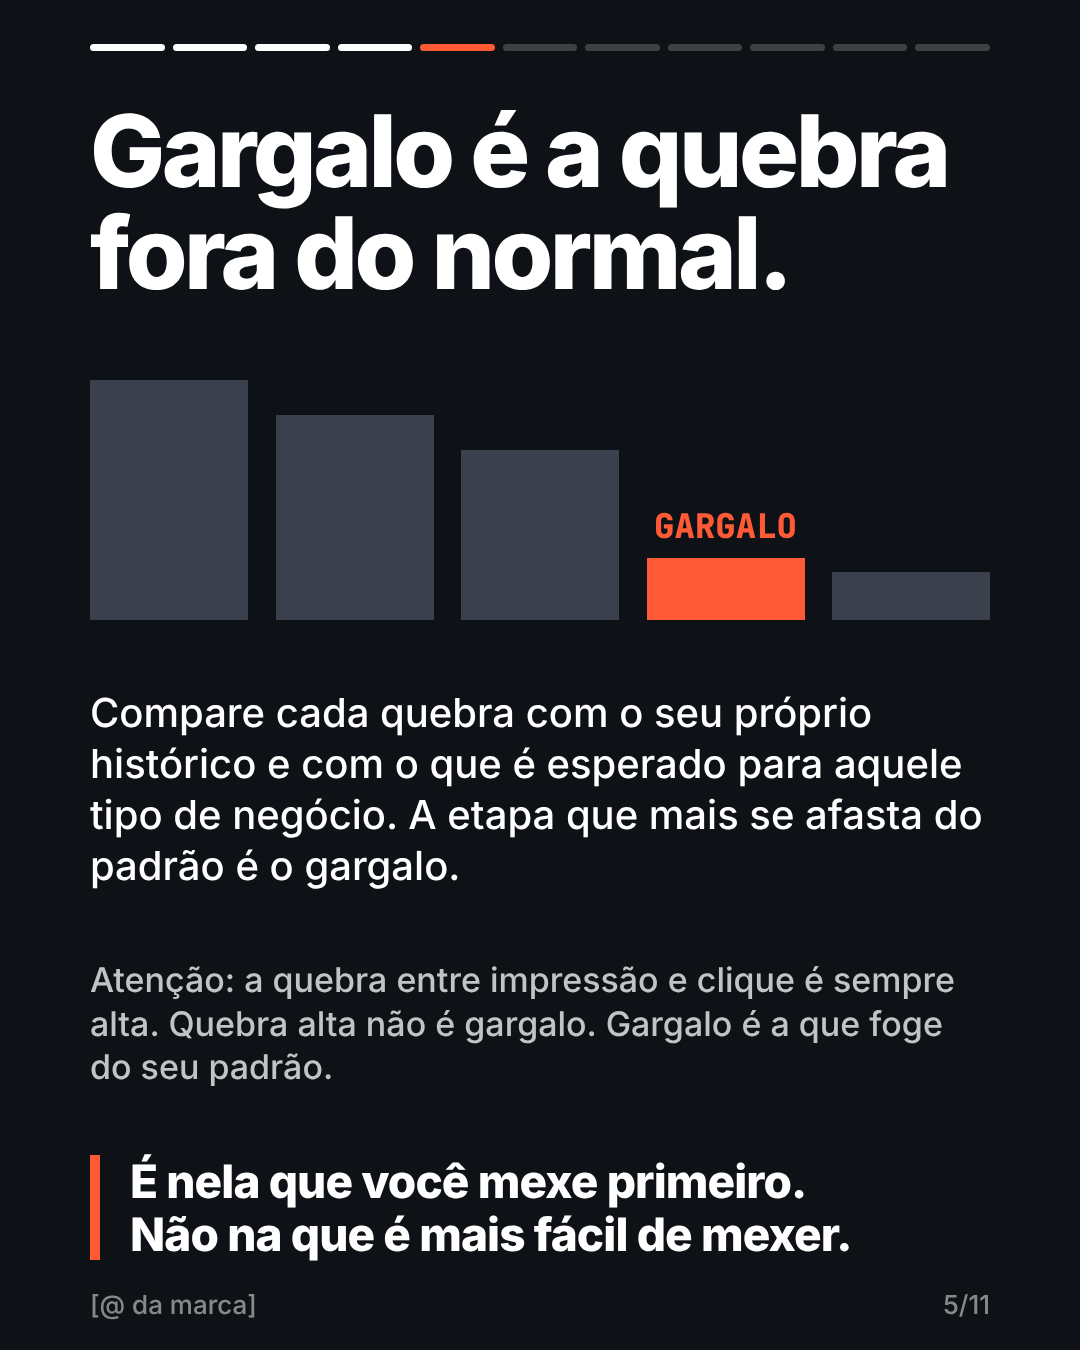 Gargalo é a quebra
fora do normal.
GARGALO
Compare cada quebra com o seu próprio
histórico e com o que é esperado para aquele
tipo de negócio. A etapa que mais se afasta do
padrão é o gargalo.
Atenção: a quebra entre impressão e clique é sempre
alta. Quebra alta não é gargalo. Gargalo é a que foge
do seu padrão.
É nela que você mexe primeiro.
Não na que é mais fácil de mexer.
[@ da marca]
5/11